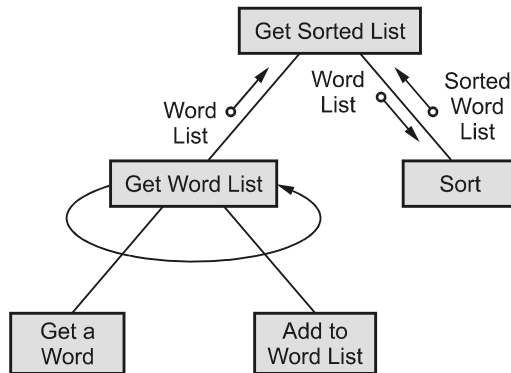 Get Sorted List
Word
List
Word
List
Sorted
Word
List
Get Word List
Sort
Get a
Word
Add to
Word List